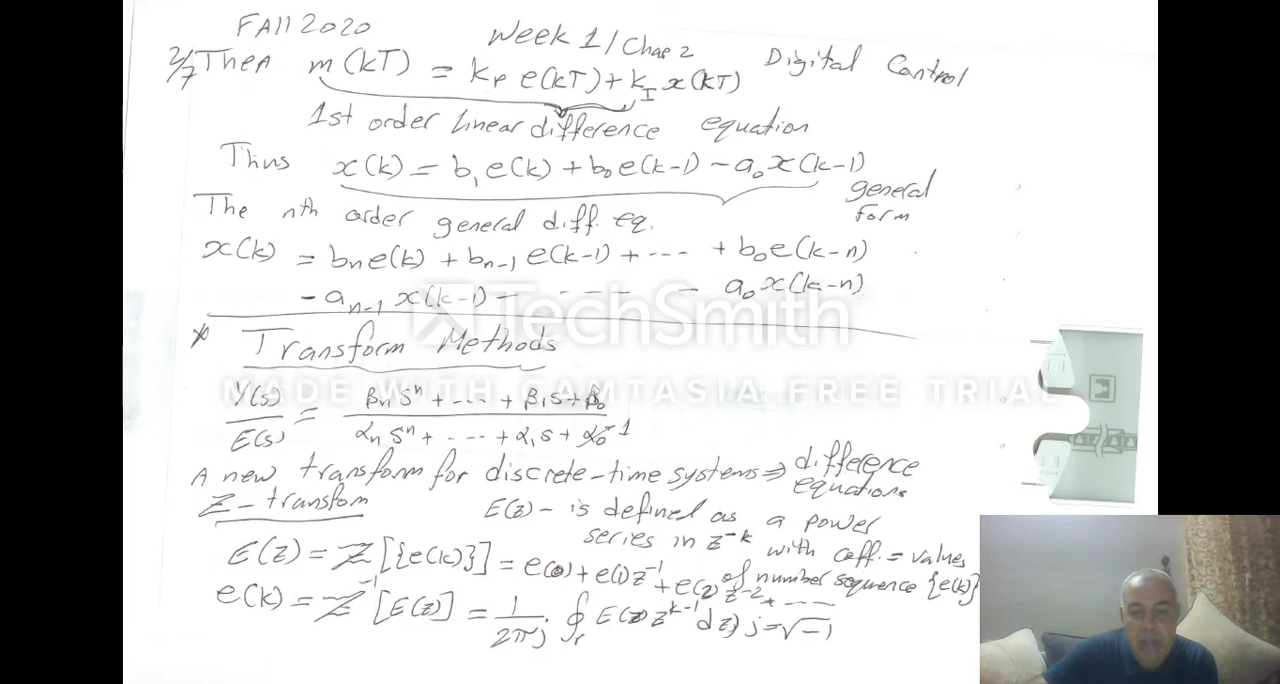 Fall 2020 Week 1 / Chap 2 Digital Control
2/7 Then m(kT) = kp e(kT) + kI x(kT)
1st order linear difference equation
Thus x(k) = b1 e(k) + b0 e(k-1) - a0 x(k-1)
general form
The nth order general diff. eq.
x(k) = bn e(k) + bn-1 e(k-1) + ---- + b0 e(k-n)
- an-1 x(k-1) - ---- - a0 x(k-n)
TechSmith
* Transform Methods
MADE WITH CAMTASIA FREE TRIAL
Y(s)/E(s) = βn s^n + ---- + β1 s + β0 / αn s^n + ---- + α1 s + α0
A new transform for discrete-time systems ⇒ difference equations
Z-transform E(z) - is defined as a power
series in z^-k with coff. = values
of number sequence {e(k)}
E(z) = Z[{e(k)}] = e(0) + e(1) z^-1 + e(2) z^-2 + ----
e(k) = Z^-1 [E(z)] = 1/2πj ∮r E(z) z^k-1 dz, j = √-1